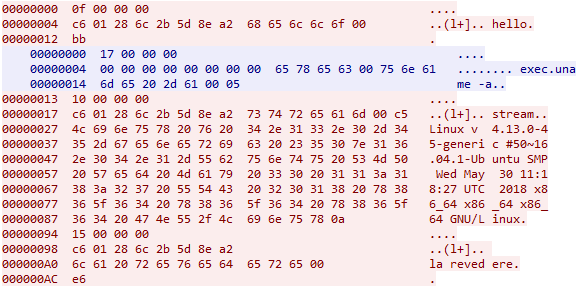 00000000 0f 00 00 00 ....
00000004 c6 01 28 6c 2b 5d 8e a2 68 65 6c 6c 6f 00 ..(l+].. hello.
00000012 bb .
00000000 17 00 00 00 ....
00000004 00 00 00 00 00 00 00 00 65 78 65 63 00 75 6e 61 ........ exec.una
00000014 6d 65 20 2d 61 00 05 me -a..
00000013 10 00 00 00 ....
00000017 c6 01 28 6c 2b 5d 8e a2 73 74 72 65 61 6d 00 c5 ..(l+].. stream..
00000027 4c 69 6e 75 78 20 76 20 34 2e 31 33 2e 30 2d 34 Linux v 4.13.0-4
00000037 35 2d 67 65 6e 65 72 69 63 20 23 35 30 7e 31 36 5-generi c #50~16
00000047 2e 30 34 2e 31 2d 55 62 75 6e 74 75 20 53 4d 50 .04.1-Ub untu SMP
00000057 20 57 65 64 20 4d 61 79 20 33 30 20 31 31 3a 31 Wed May 30 11:1
00000067 38 3a 32 37 20 55 54 43 20 32 30 31 38 20 78 38 8:27 UTC 2018 x8
00000077 36 5f 36 34 20 78 38 36 5f 36 34 20 78 38 36 5f 6_64 x86 _64 x86_
00000087 36 34 20 47 4e 55 2f 4c 69 6e 75 78 0a 64 GNU/L inux.
00000094 15 00 00 00 ....
00000098 c6 01 28 6c 2b 5d 8e a2 ..(l+]..
000000A0 6c 61 20 72 65 76 65 64 65 72 65 00 la reved ere.
000000AC e6 .